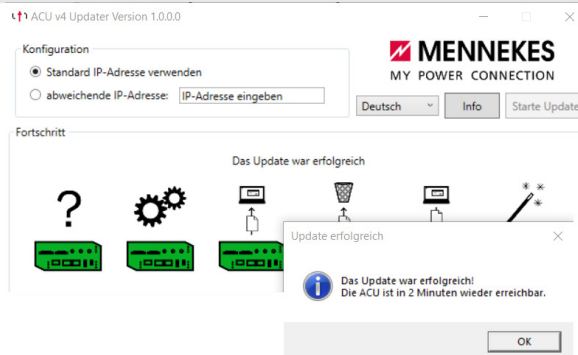 ACU v4 Updater Version 1.0.0.0
Konfiguration
Standard IP-Adresse verwenden
abweichende IP-Adresse: IP-Adresse eingeben
MENNEKES
MY POWER CONNECTION
Deutsch Info Starte Update
Fortschritt
Das Update war erfolgreich
?
Update erfolgreich
Das Update war erfolgreich!
Die ACU ist in 2 Minuten wieder erreichbar.
OK